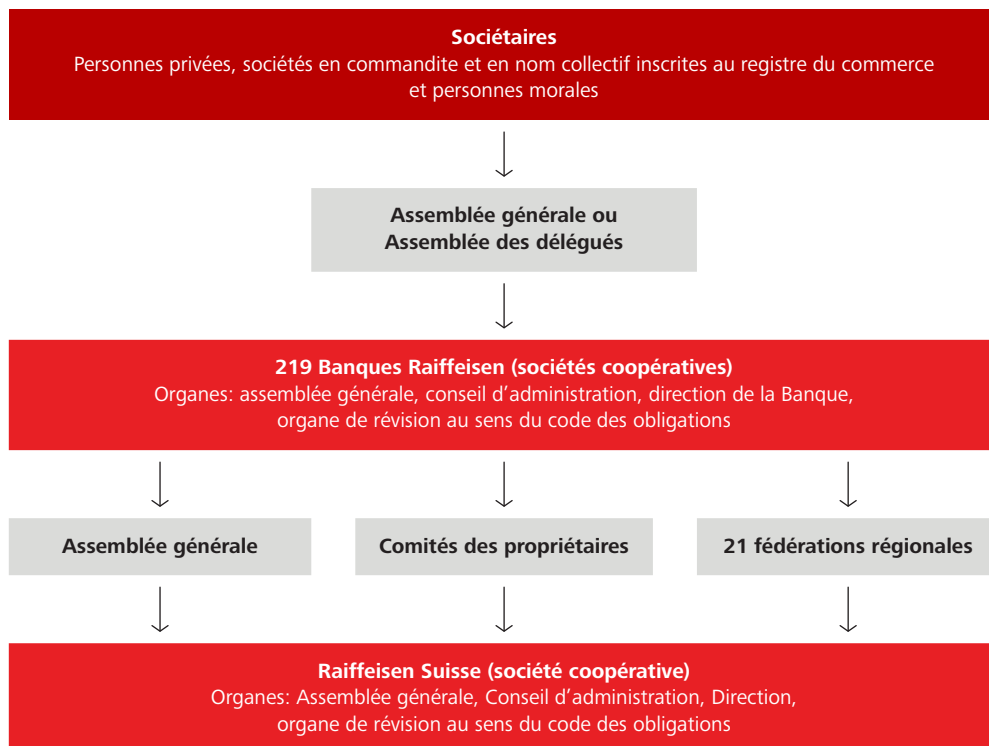 Sociétaires
Personnes privées, sociétés en commandite et en nom collectif inscrites au registre du commerce
et personnes morales
Assemblée générale ou
Assemblée des délégués
219 Banques Raiffeisen (sociétés coopératives)
Organes: assemblée générale, conseil d’administration, direction de la Banque,
organe de révision au sens du code des obligations
Assemblée générale
Comités des propriétaires
21 fédérations régionales
Raiffeisen Suisse (société coopérative)
Organes: Assemblée générale, Conseil d’administration, Direction,
organe de révision au sens du code des obligations